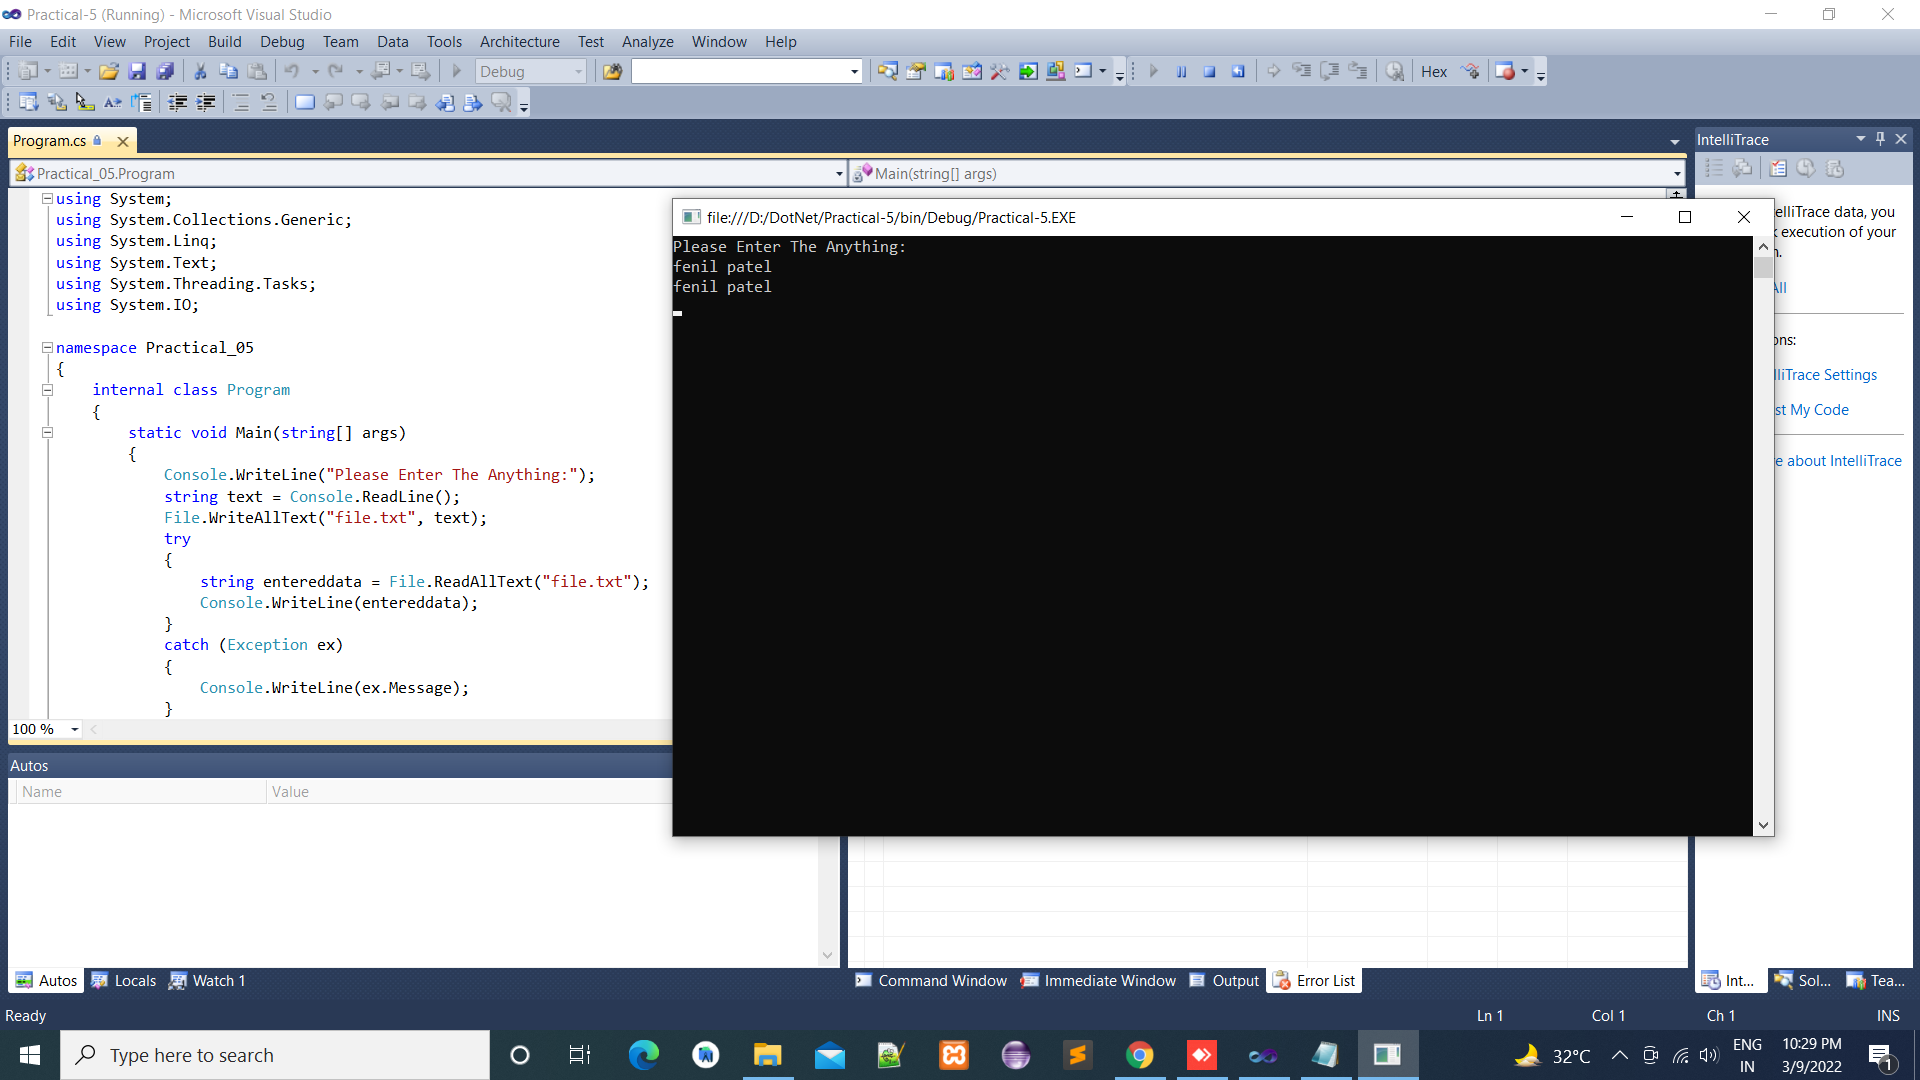 Practical-5 (Running) - Microsoft Visual Studio
File Edit View Project Build Debug Team Data Tools Architecture Test Analyze Window Help
Debug
Hex
Program.cs
IntelliTrace
Practical_05.Program
Main(string[] args)
using System;
using System.Collections.Generic;
using System.Linq;
using System.Text;
using System.Threading.Tasks;
using System.IO;
namespace Practical_05
{
internal class Program
{
static void Main(string[] args)
{
Console.WriteLine("Please Enter The Anything:");
string text = Console.ReadLine();
File.WriteAllText("file.txt", text);
try
{
string entereddata = File.ReadAllText("file.txt");
Console.WriteLine(entereddata);
}
catch (Exception ex)
{
Console.WriteLine(ex.Message);
}
100 %
file:///D:/DotNet/Practical-5/bin/Debug/Practical-5.EXE
Please Enter The Anything:
fenil patel
fenil patel
elliTrace data, you
execution of your
All
ons:
lliTrace Settings
st My Code
e about IntelliTrace
Autos
Name Value
Autos Locals Watch 1
Command Window Immediate Window Output Error List
Int... Sol... Tea...
Ready
Ln 1 Col 1 Ch 1 INS
Type here to search
32°C
ENG
IN
10:29 PM
3/9/2022
1